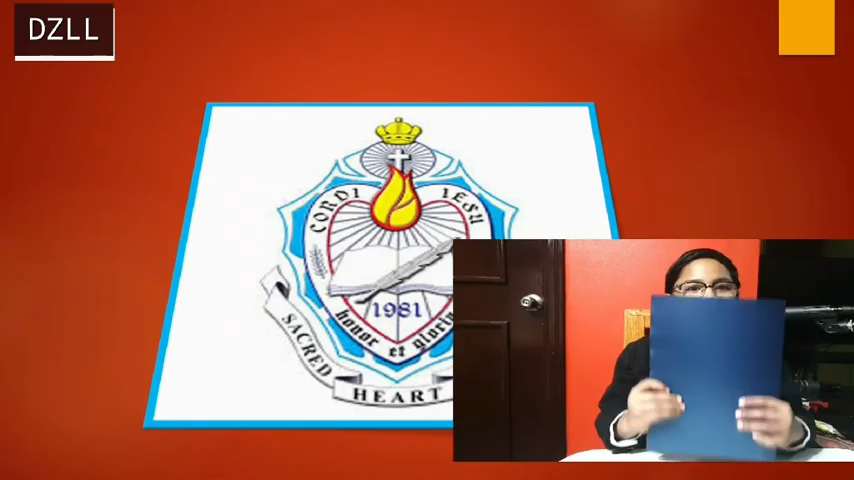 DZLL
CORDI IESU
1981
honor et gloria
SACRED
HEART